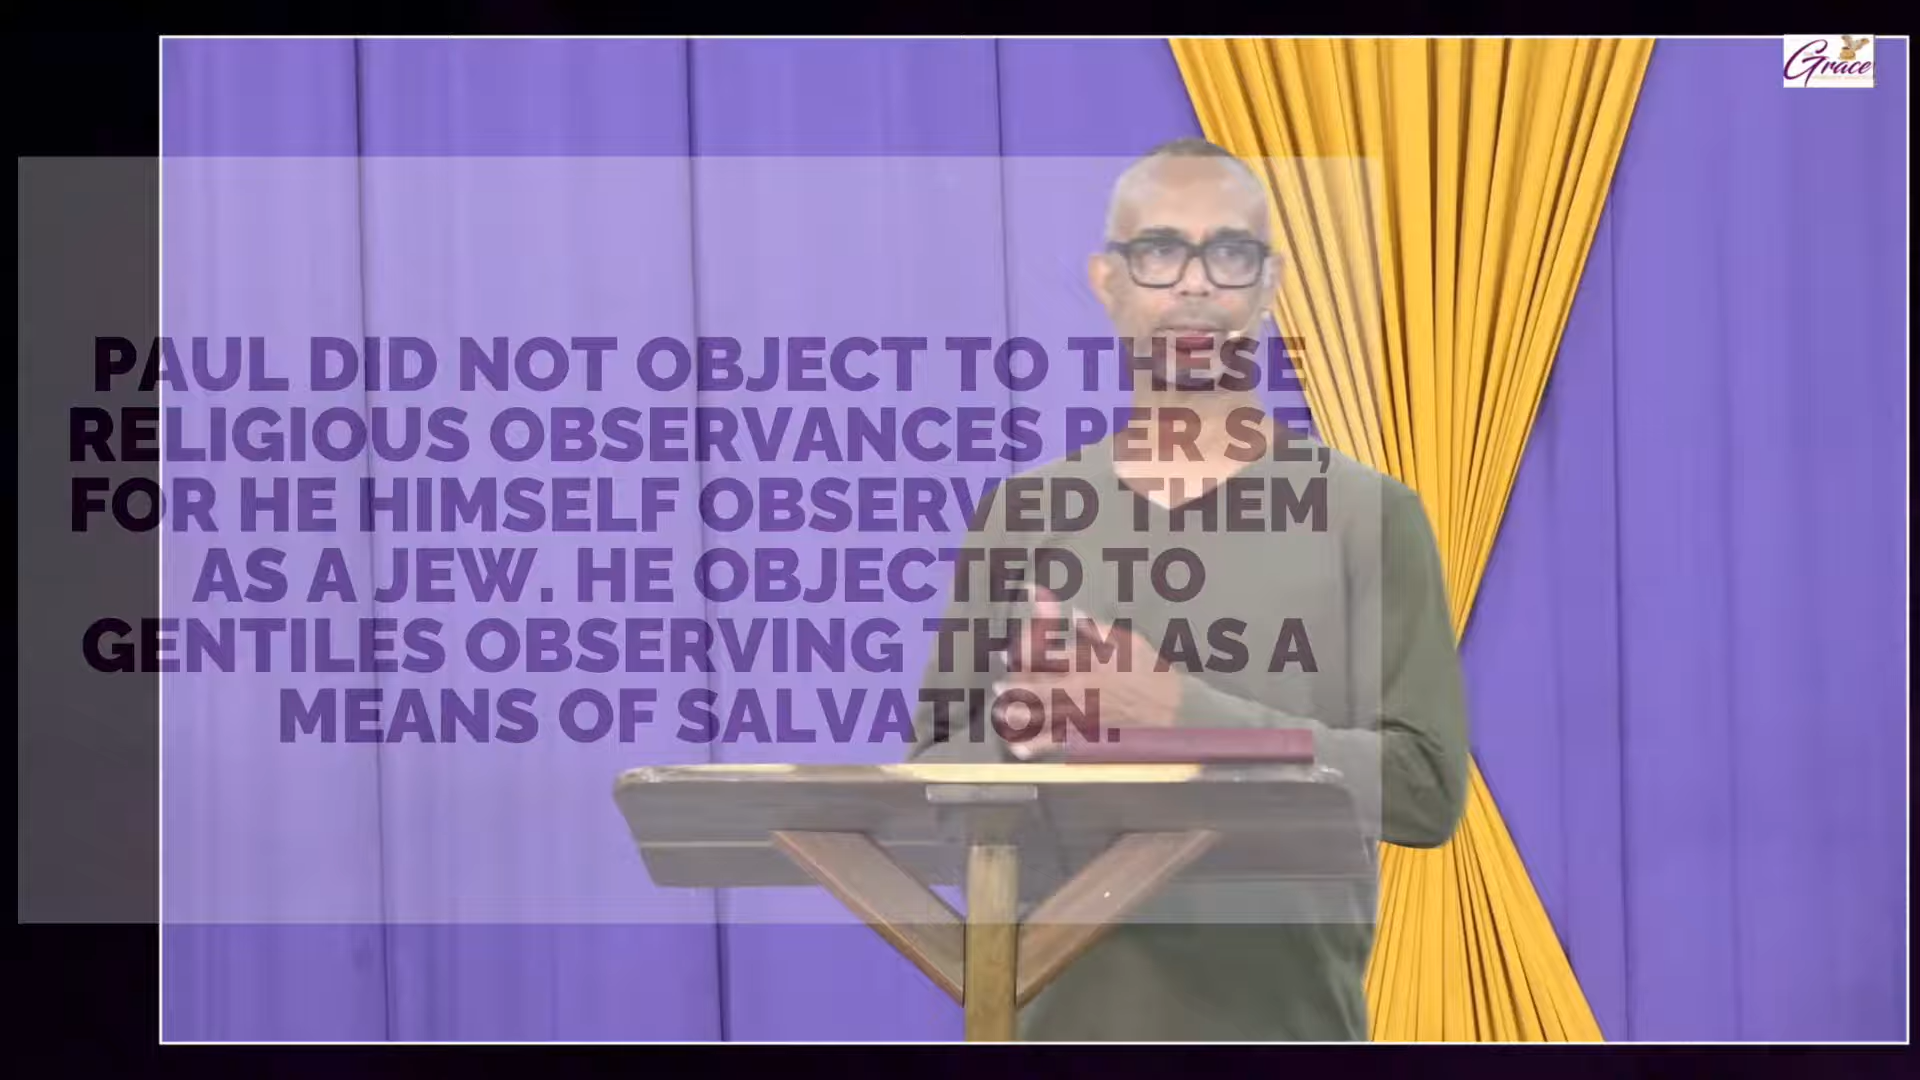 Grace
PAUL DID NOT OBJECT TO THESE
RELIGIOUS OBSERVANCES PER SE,
FOR HE HIMSELF OBSERVED THEM
AS A JEW. HE OBJECTED TO
GENTILES OBSERVING THEM AS A
MEANS OF SALVATION.